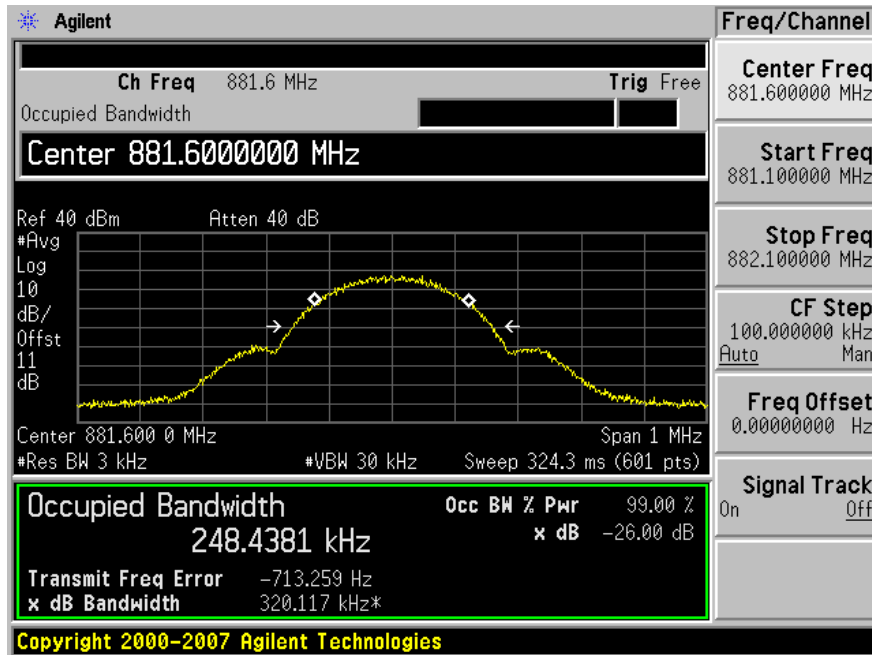 Agilent
Freq/Channel
Ch Freq 881.6 MHz Trig Free
Occupied Bandwidth
Center 881.6000000 MHz
Ref 40 dBm Atten 40 dB
#Avg
Log
10
dB/
Offst
11
dB
Center 881.600 0 MHz Span 1 MHz
#Res BW 3 kHz #VBW 30 kHz Sweep 324.3 ms (601 pts)
Occupied Bandwidth Occ BW % Pwr 99.00 %
248.4381 kHz x dB -26.00 dB
Transmit Freq Error -713.259 Hz
x dB Bandwidth 320.117 kHz*
Copyright 2000-2007 Agilent Technologies
Center Freq
881.600000 MHz
Start Freq
881.100000 MHz
Stop Freq
882.100000 MHz
CF Step
100.000000 kHz
Auto Man
Freq Offset
0.00000000 Hz
Signal Track
On Off